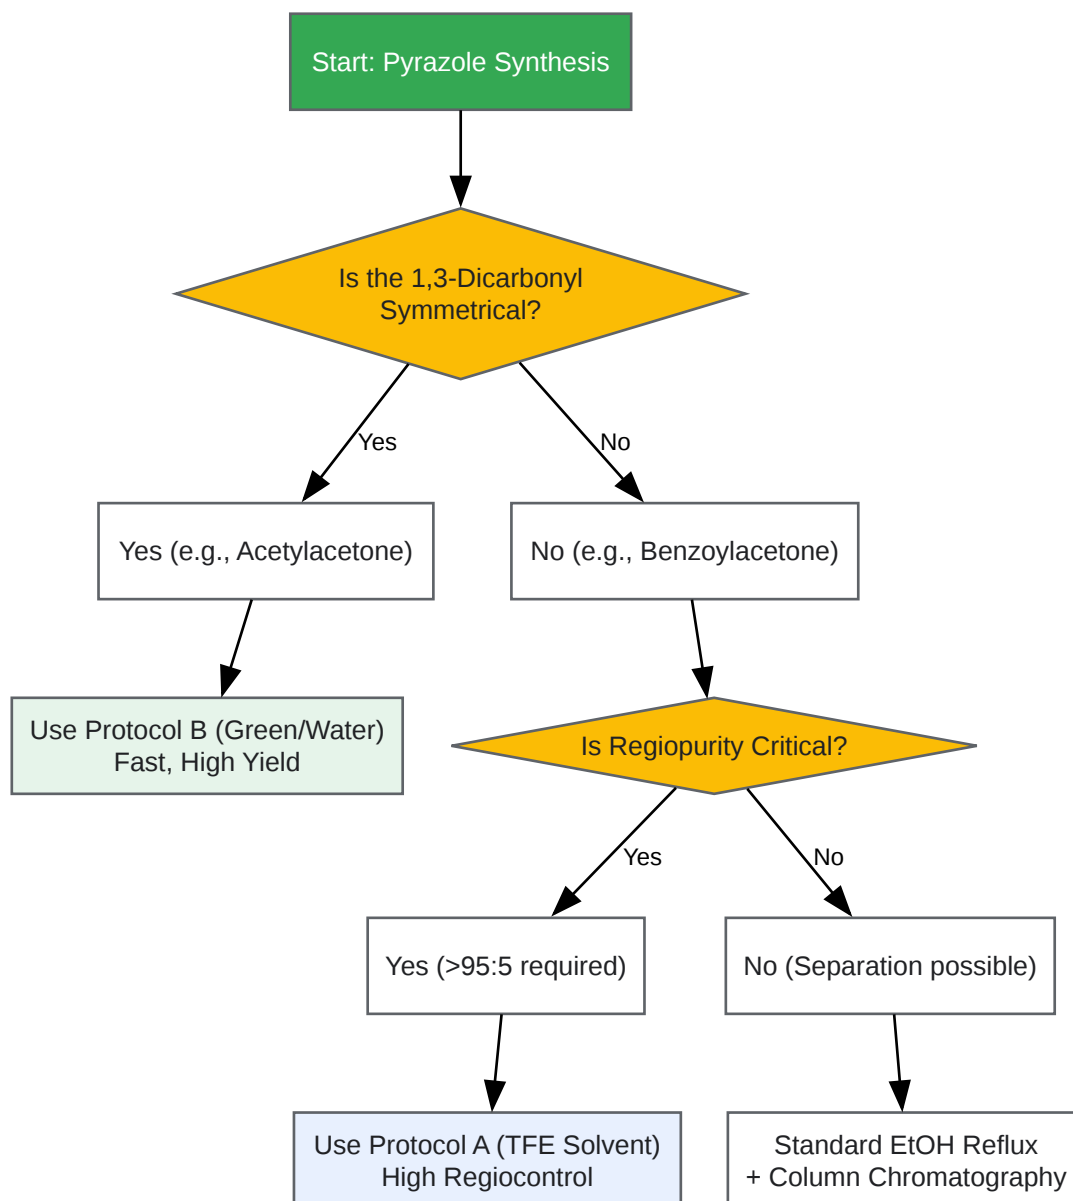 Start: Pyrazole Synthesis
Is the 1,3-Dicarbonyl
Symmetrical?
Yes
No
Yes (e.g., Acetylacetone)
No (e.g., Benzoylacetone)
Use Protocol B (Green/Water)
Fast, High Yield
Is Regiopurity Critical?
Yes
No
Yes (>95:5 required)
No (Separation possible)
Use Protocol A (TFE Solvent)
High Regiocontrol
Standard EtOH Reflux
+ Column Chromatography